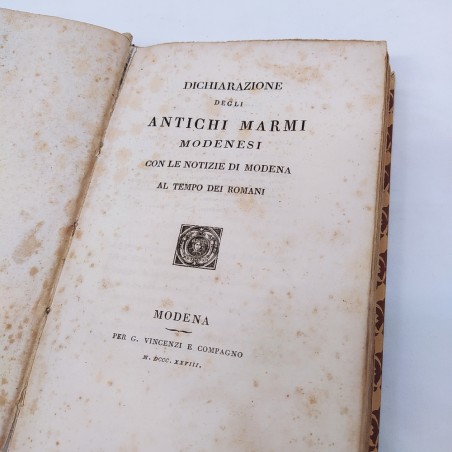 DICHIARAZIONE
DEGLI
ANTICHI MARMI
MODENESI
CON LE NOTIZIE DI MODENA
AL TEMPO DEI ROMANI
MODENA
PER G. VINCENZI E COMPAGNO
M. DCCC. XXVIII.